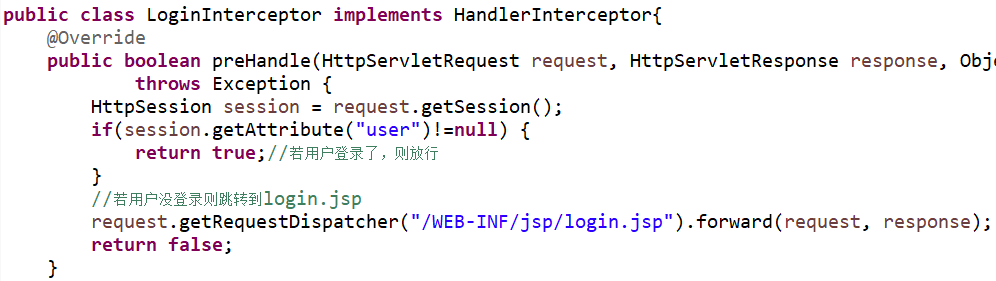 public class LoginInterceptor implements HandlerInterceptor{
@Override
public boolean preHandle(HttpServletRequest request, HttpServletResponse response, Obje
throws Exception {
HttpSession session = request.getSession();
if(session.getAttribute("user")!=null) {
return true;//若用户登录了，则放行
}
//若用户没登录则跳转到login.jsp
request.getRequestDispatcher("/WEB-INF/jsp/login.jsp").forward(request, response);
return false;
}